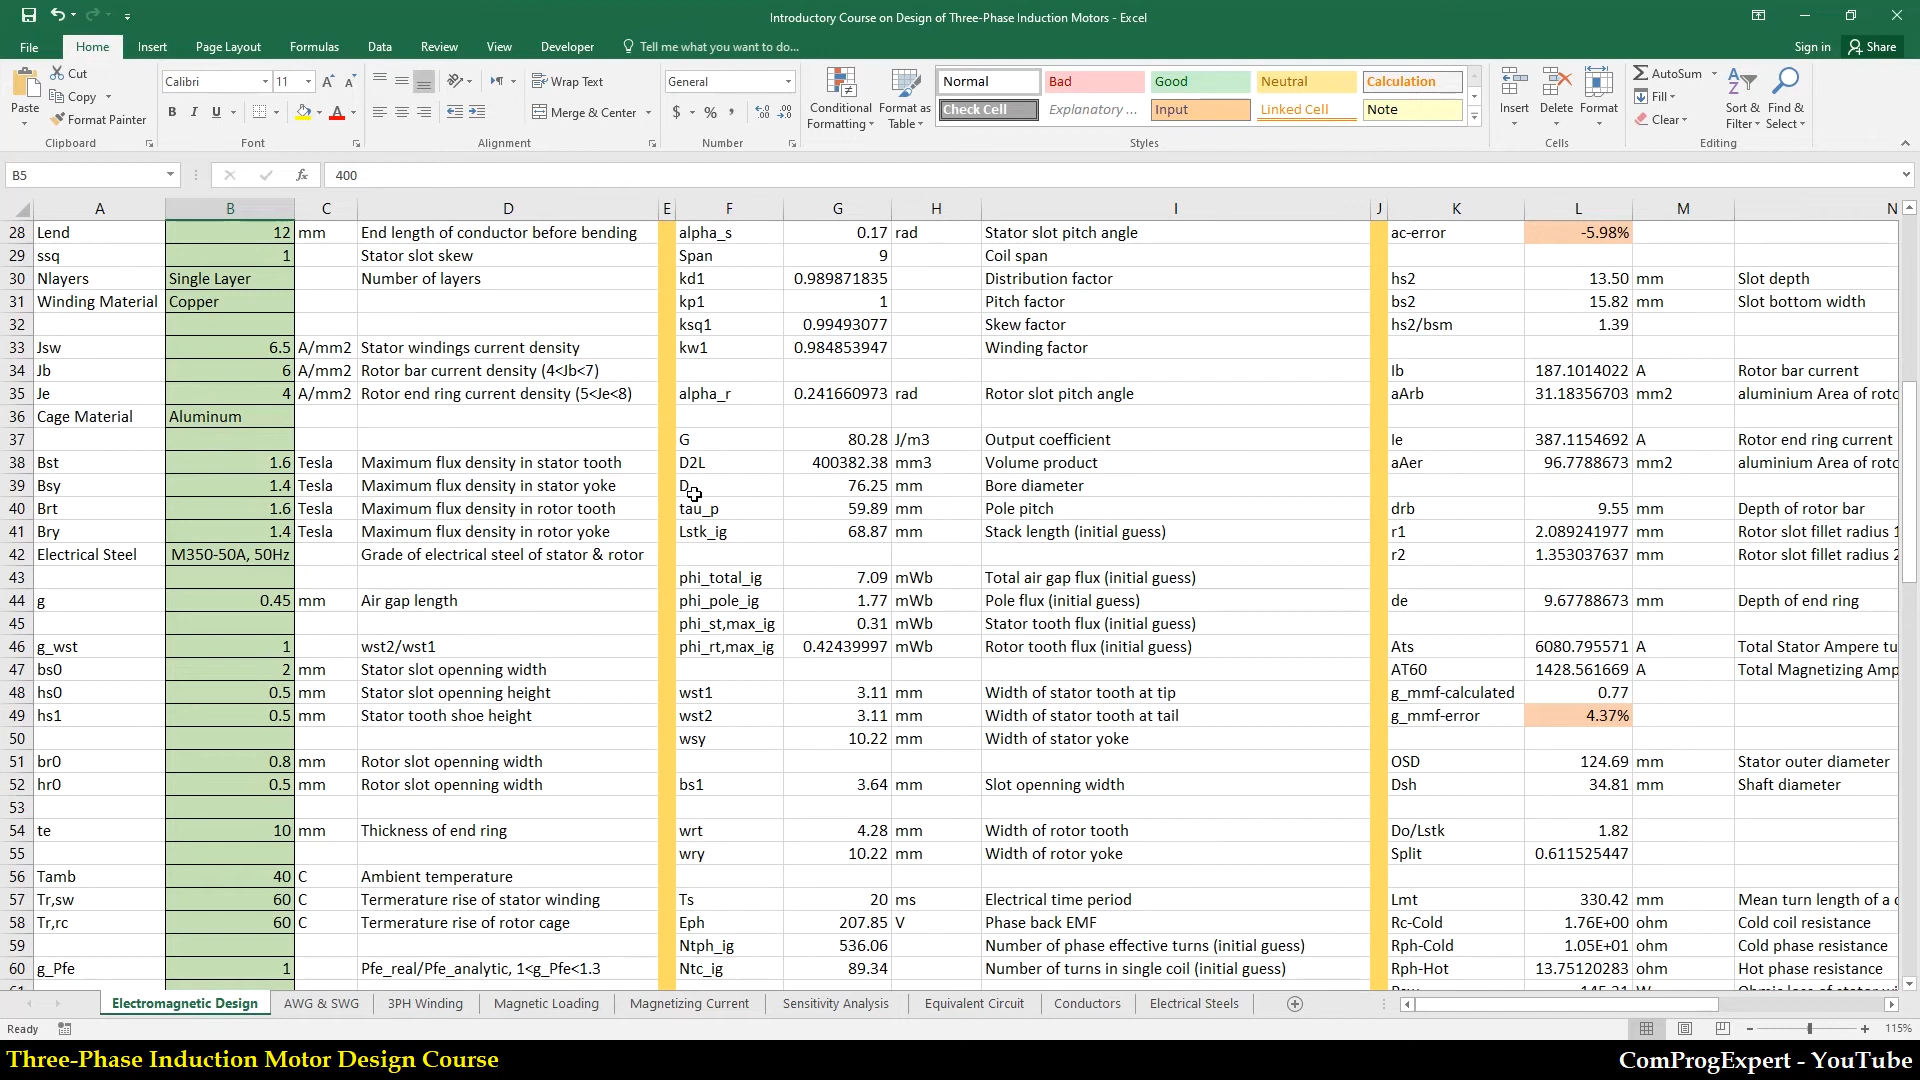 Introductory Course on Design of Three-Phase Induction Motors - Excel
File Home Insert Page Layout Formulas Data Review View Developer Tell me what you want to do... Sign in Share
Cut Calibri 11 Wrap Text General Normal Bad Good Neutral Calculation AutoSum
Paste Copy Conditional Formatting Format as Table Insert Delete Format Fill Sort & Filter Find & Select
Format Painter B I U A Merge & Center $ % , Check Cell Explanatory ... Input Linked Cell Note Clear
Clipboard Font Alignment Number Styles Cells Editing
B5 fx 400
A B C D E F G H I J K L M N
28 Lend 12 mm End length of conductor before bending alpha_s 0.17 rad Stator slot pitch angle ac-error -5.98%
29 ssq 1 Stator slot skew Span 9 Coil span
30 Nlayers Single Layer Number of layers kd1 0.989871835 Distribution factor hs2 13.50 mm Slot depth
31 Winding Material Copper kp1 1 Pitch factor bs2 15.82 mm Slot bottom width
32 ksq1 0.99493077 Skew factor hs2/bsm 1.39
33 Jsw 6.5 A/mm2 Stator windings current density kw1 0.984853947 Winding factor
34 Jb 6 A/mm2 Rotor bar current density (4<Jb<7) Ib 187.1014022 A Rotor bar current
35 Je 4 A/mm2 Rotor end ring current density (5<Je<8) alpha_r 0.241660973 rad Rotor slot pitch angle aArb 31.18356703 mm2 aluminium Area of roto
36 Cage Material Aluminum
37 G 80.28 J/m3 Output coefficient Ie 387.1154692 A Rotor end ring current
38 Bst 1.6 Tesla Maximum flux density in stator tooth D2L 400382.38 mm3 Volume product aAer 96.7788673 mm2 aluminium Area of roto
39 Bsy 1.4 Tesla Maximum flux density in stator yoke D 76.25 mm Bore diameter
40 Brt 1.6 Tesla Maximum flux density in rotor tooth tau_p 59.89 mm Pole pitch drb 9.55 mm Depth of rotor bar
41 Bry 1.4 Tesla Maximum flux density in rotor yoke Lstk_ig 68.87 mm Stack length (initial guess) r1 2.089241977 mm Rotor slot fillet radius 1
42 Electrical Steel M350-50A, 50Hz Grade of electrical steel of stator & rotor r2 1.353037637 mm Rotor slot fillet radius 2
43 phi_total_ig 7.09 mWb Total air gap flux (initial guess)
44 g 0.45 mm Air gap length phi_pole_ig 1.77 mWb Pole flux (initial guess) de 9.67788673 mm Depth of end ring
45 phi_st,max_ig 0.31 mWb Stator tooth flux (initial guess)
46 g_wst 1 wst2/wst1 phi_rt,max_ig 0.42439997 mWb Rotor tooth flux (initial guess) Ats 6080.795571 A Total Stator Ampere tu
47 bs0 2 mm Stator slot openning width AT60 1428.561669 A Total Magnetizing Amp
48 hs0 0.5 mm Stator slot openning height wst1 3.11 mm Width of stator tooth at tip g_mmf-calculated 0.77
49 hs1 0.5 mm Stator tooth shoe height wst2 3.11 mm Width of stator tooth at tail g_mmf-error 4.37%
50 wsy 10.22 mm Width of stator yoke
51 br0 0.8 mm Rotor slot openning width OSD 124.69 mm Stator outer diameter
52 hr0 0.5 mm Rotor slot openning width bs1 3.64 mm Slot openning width Dsh 34.81 mm Shaft diameter
53
54 te 10 mm Thickness of end ring wrt 4.28 mm Width of rotor tooth Do/Lstk 1.82
55 wry 10.22 mm Width of rotor yoke Split 0.611525447
56 Tamb 40 C Ambient temperature
57 Tr,sw 60 C Termerature rise of stator winding Ts 20 ms Electrical time period Lmt 330.42 mm Mean turn length of a c
58 Tr,rc 60 C Termerature rise of rotor cage Eph 207.85 V Phase back EMF Rc-Cold 1.76E+00 ohm Cold coil resistance
59 Ntph_ig 536.06 Number of phase effective turns (initial guess) Rph-Cold 1.05E+01 ohm Cold phase resistance
60 g_Pfe 1 Pfe_real/Pfe_analytic, 1<g_Pfe<1.3 Ntc_ig 89.34 Number of turns in single coil (initial guess) Rph-Hot 13.75120283 ohm Hot phase resistance
Electromagnetic Design AWG & SWG 3PH Winding Magnetic Loading Magnetizing Current Sensitivity Analysis Equivalent Circuit Conductors Electrical Steels
Ready 115%
Three-Phase Induction Motor Design Course ComProgExpert - YouTube